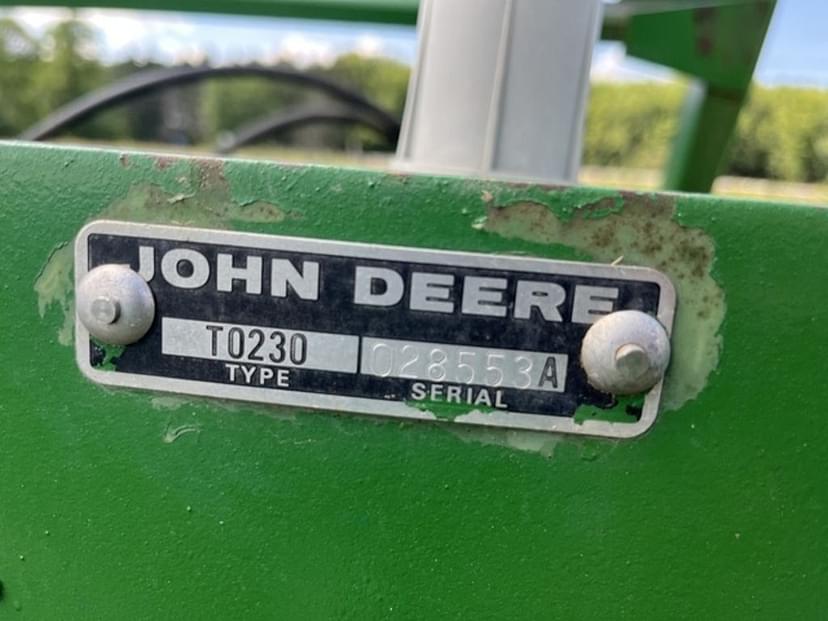 JOHN DEERE
T0230 028553A
TYPE SERIAL